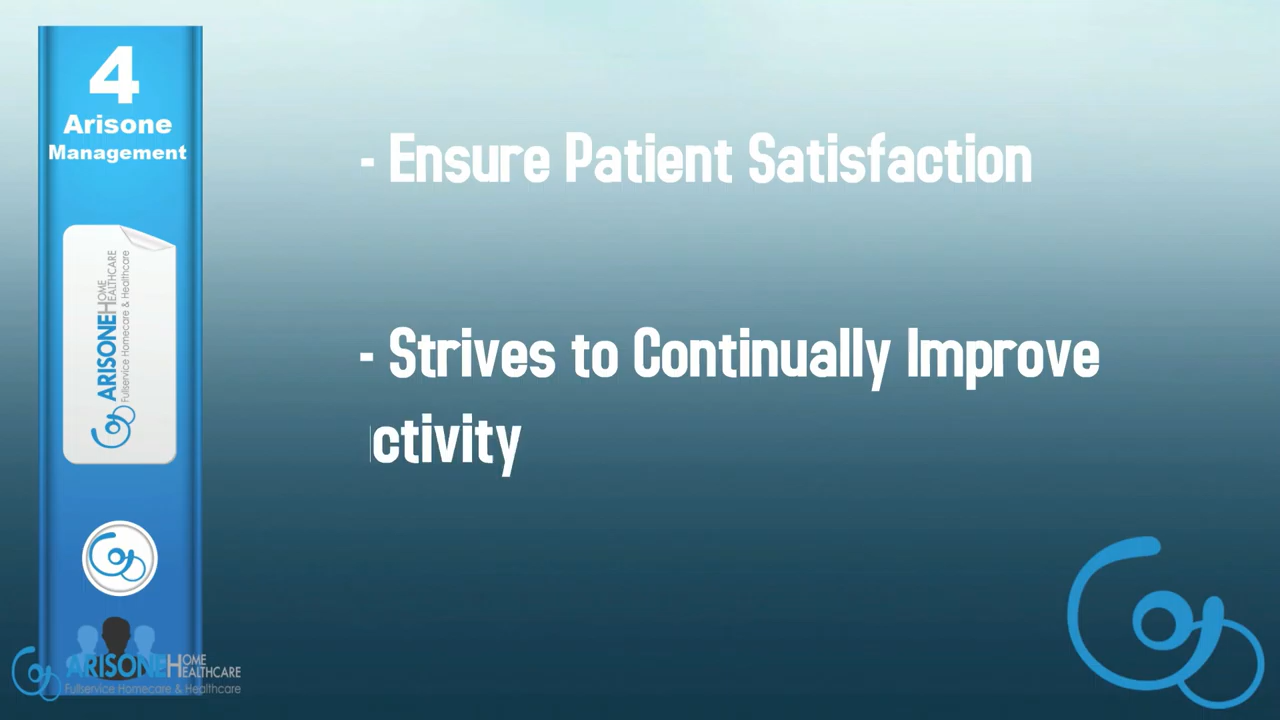 4
Arisone
Management
ARISONE HOME HEALTHCARE
Fullservice Homecare & Healthcare
- Ensure Patient Satisfaction
- Strives to Continually Improve
ctivity
ARISONE HOME HEALTHCARE
Fullservice Homecare & Healthcare